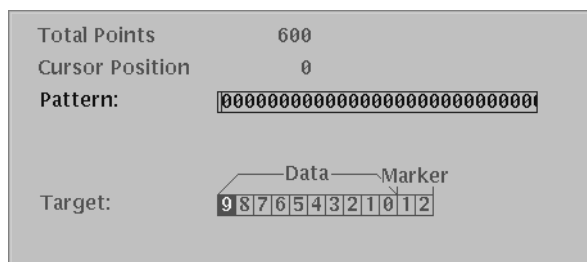 Total Points 600
Cursor Position 0
Pattern: 000000000000000000000000000
Data Marker
Target: 9 8 7 6 5 4 3 2 1 0 1 2